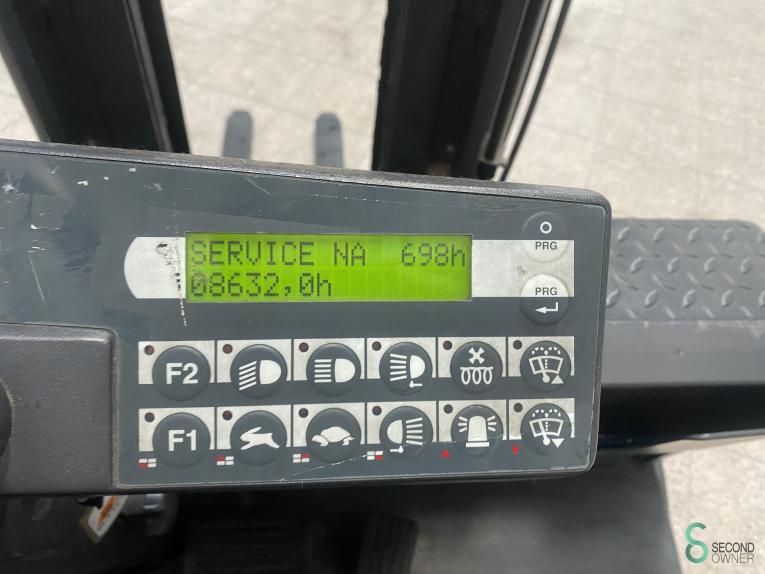 SERVICE NA 698h
08632,0h
PRG
PRG
F2
F1
SECOND
OWNER